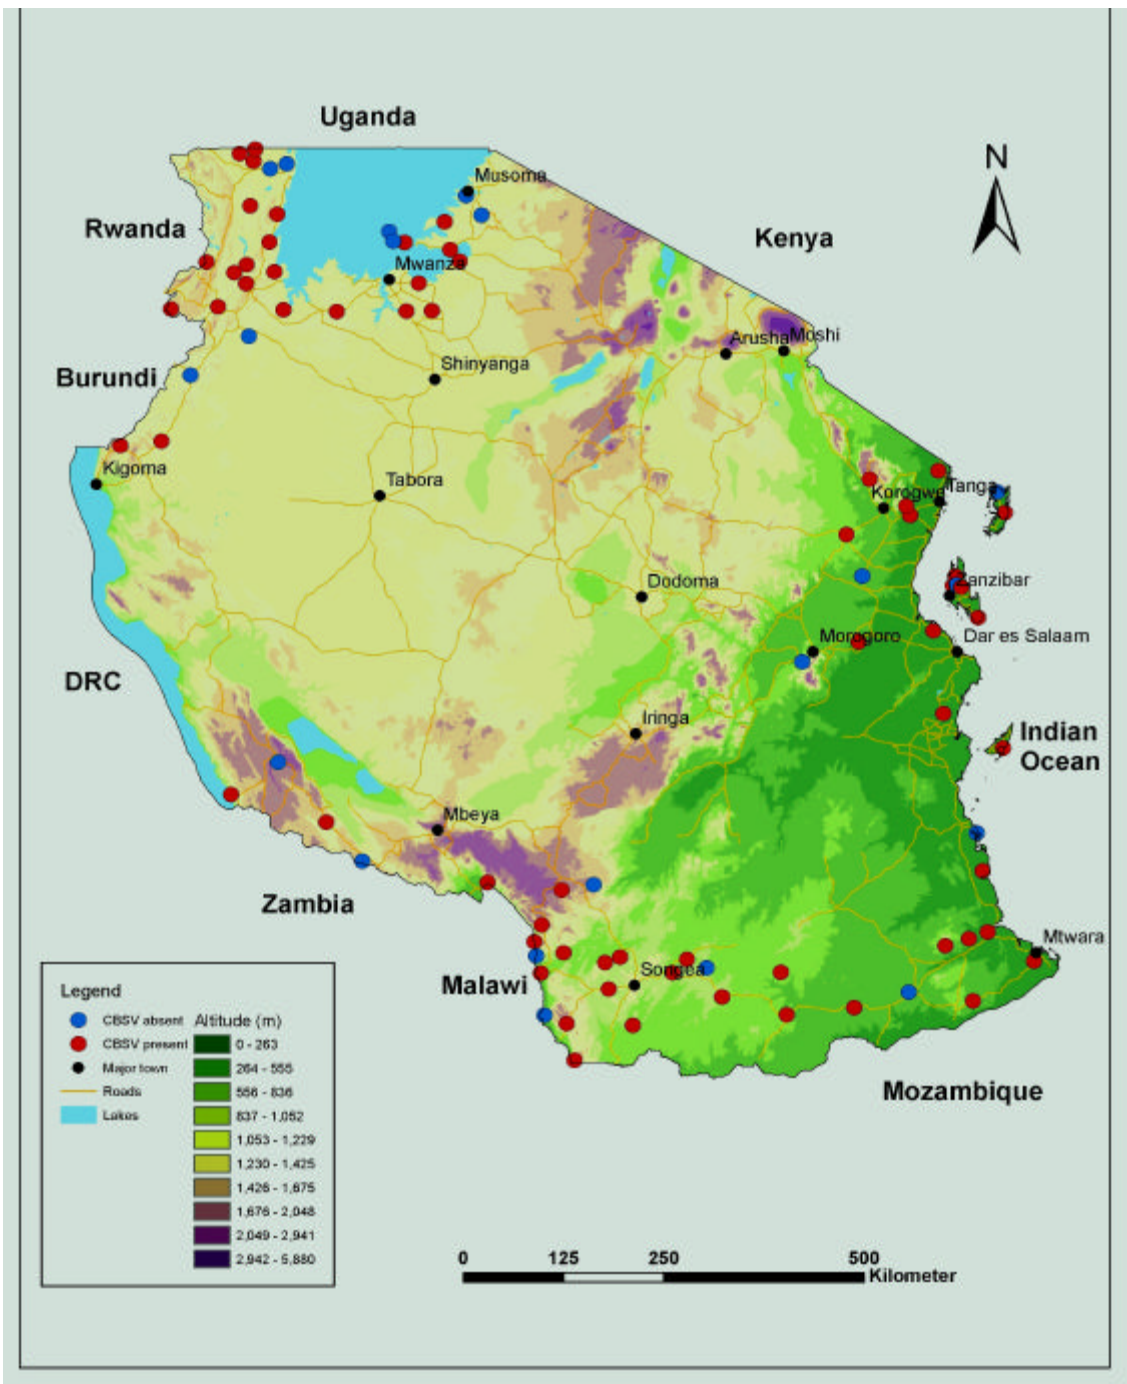 Uganda
N
Musoma
Rwanda
Kenya
Mwanza
Arusha
Moshi
Shinyanga
Burundi
Kigoma
Tabora
Korogwe
Tanga
Dodoma
Zanzibar
Morogoro
Dar es Salaam
DRC
Iringa
Indian
Ocean
Mbeya
Zambia
Mtwara
Songea
Malawi
Mozambique
Legend
CBSV absent
CBSV present
Major town
Roads
Lakes
Altitude (m)
0 - 263
264 - 555
556 - 836
837 - 1,052
1,053 - 1,229
1,230 - 1,425
1,426 - 1,675
1,676 - 2,048
2,049 - 2,941
2,942 - 5,880
0 125 250 500
Kilometer